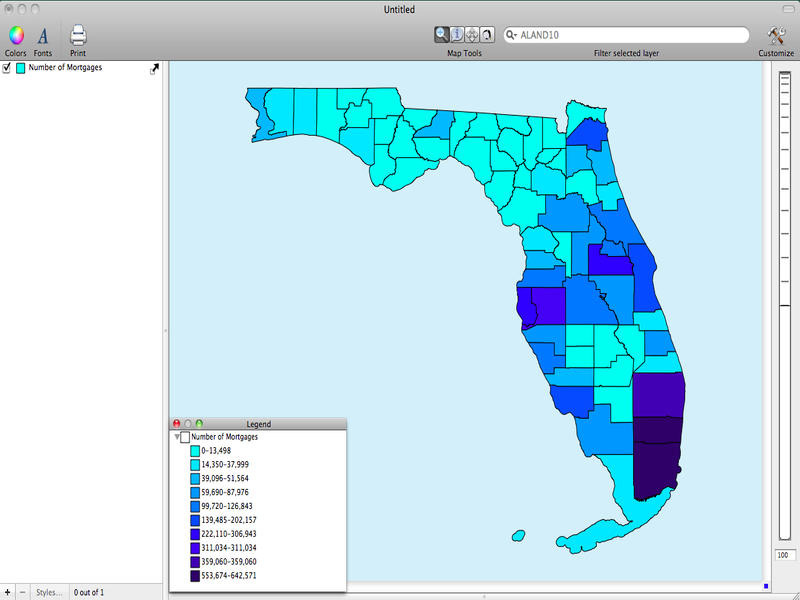 Untitled
Colors
Fonts
Print
Map Tools
ALAND10
Filter selected layer
Customize
Number of Mortgages
Legend
Number of Mortgages
0–13,498
14,350–37,999
39,096–51,564
59,690–87,976
99,720–126,843
139,485–202,157
222,110–306,943
311,034–311,034
359,060–359,060
553,674–642,571
100
+
−
Styles...
0 out of 1